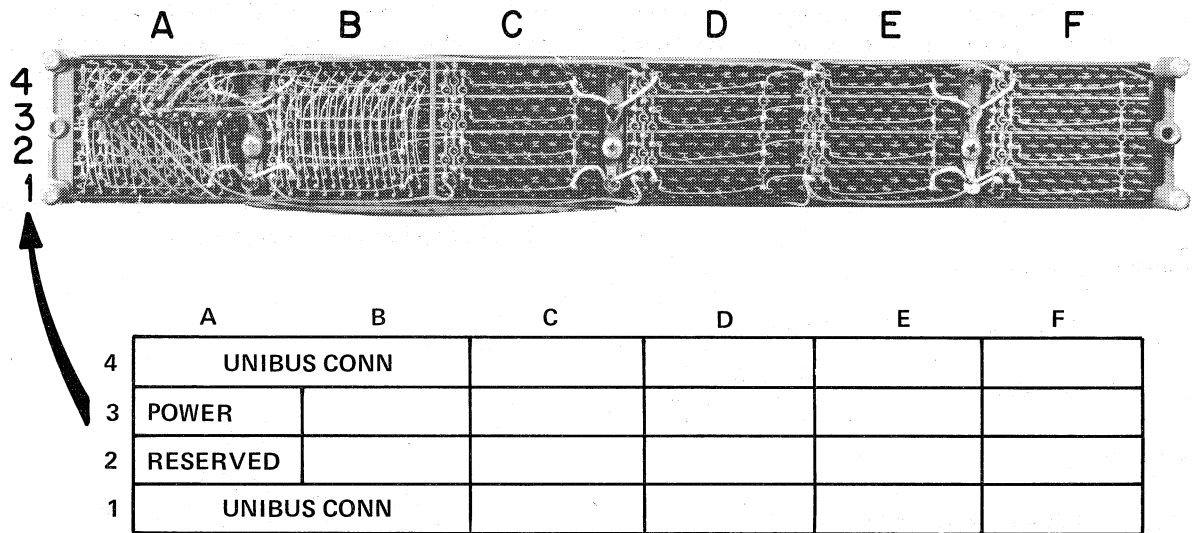 A B C D E F
4
3
2
1
A B C D E F
4 UNIBUS CONN
3 POWER
2 RESERVED
1 UNIBUS CONN